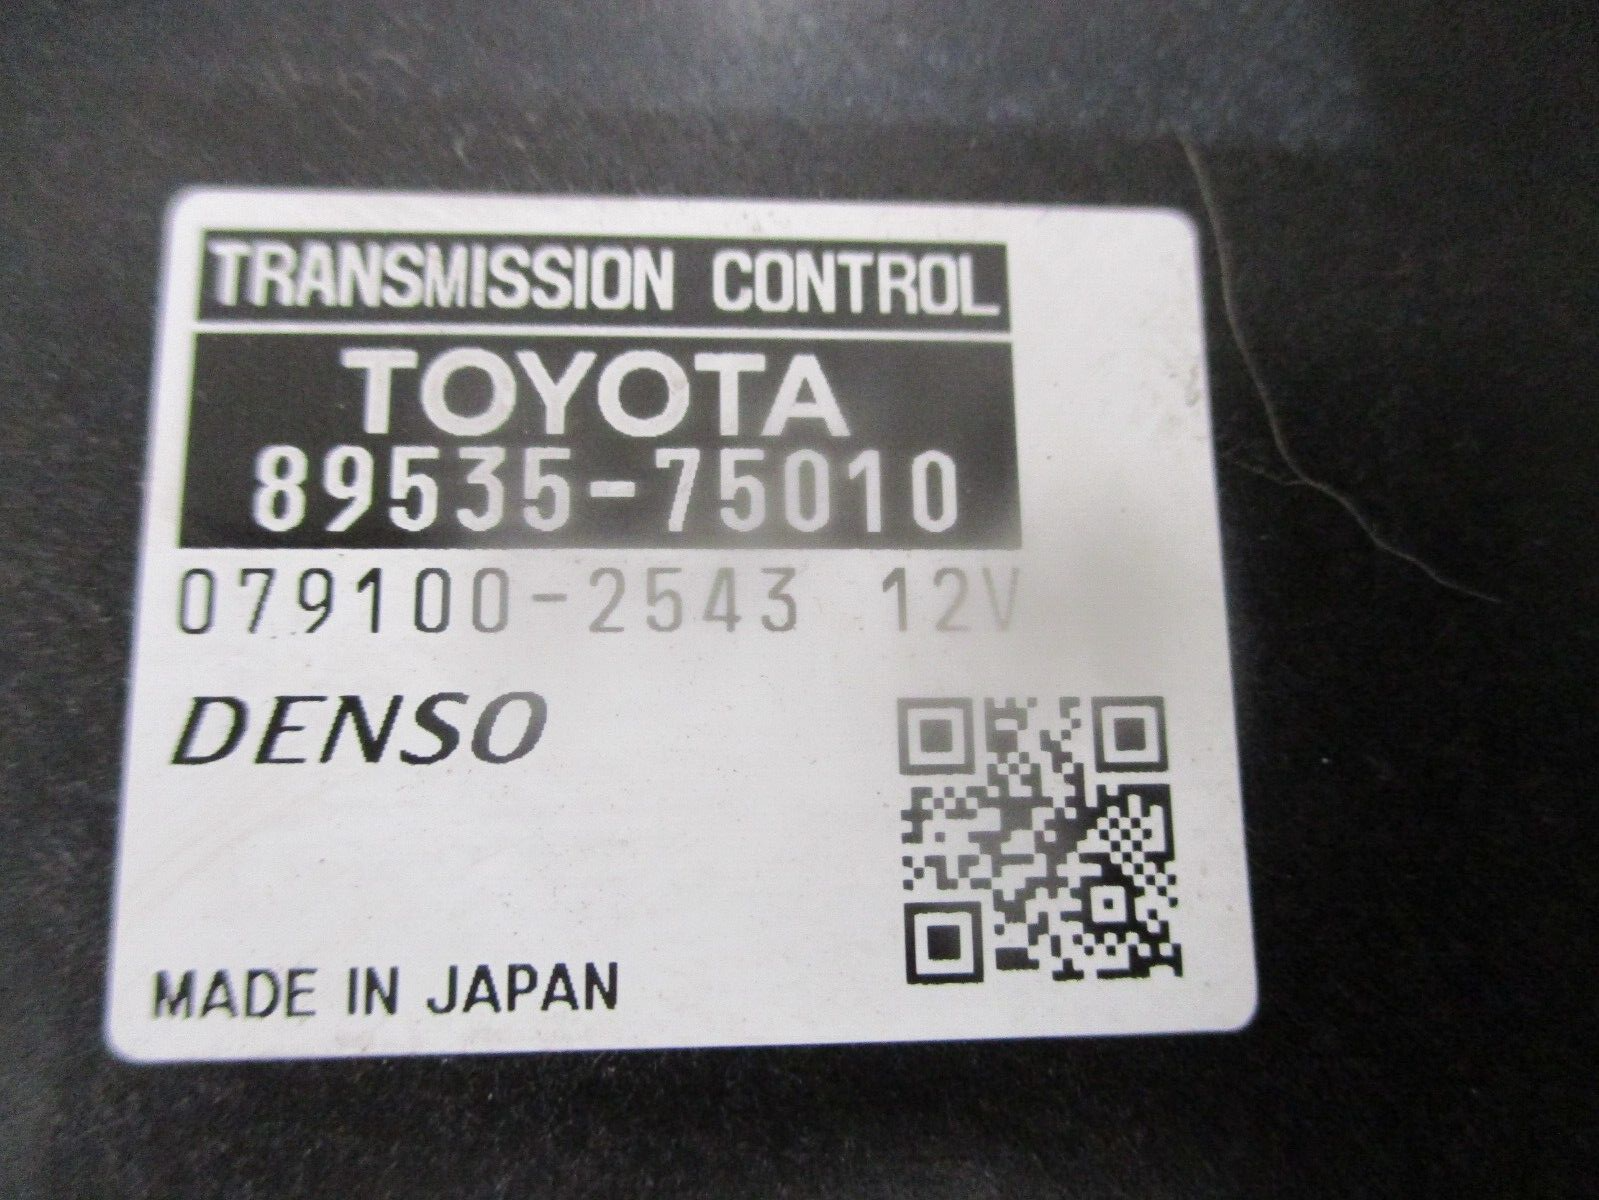 TRANSMISSION CONTROL
TOYOTA
89535-75010
079100-2543 12V
DENSO
MADE IN JAPAN